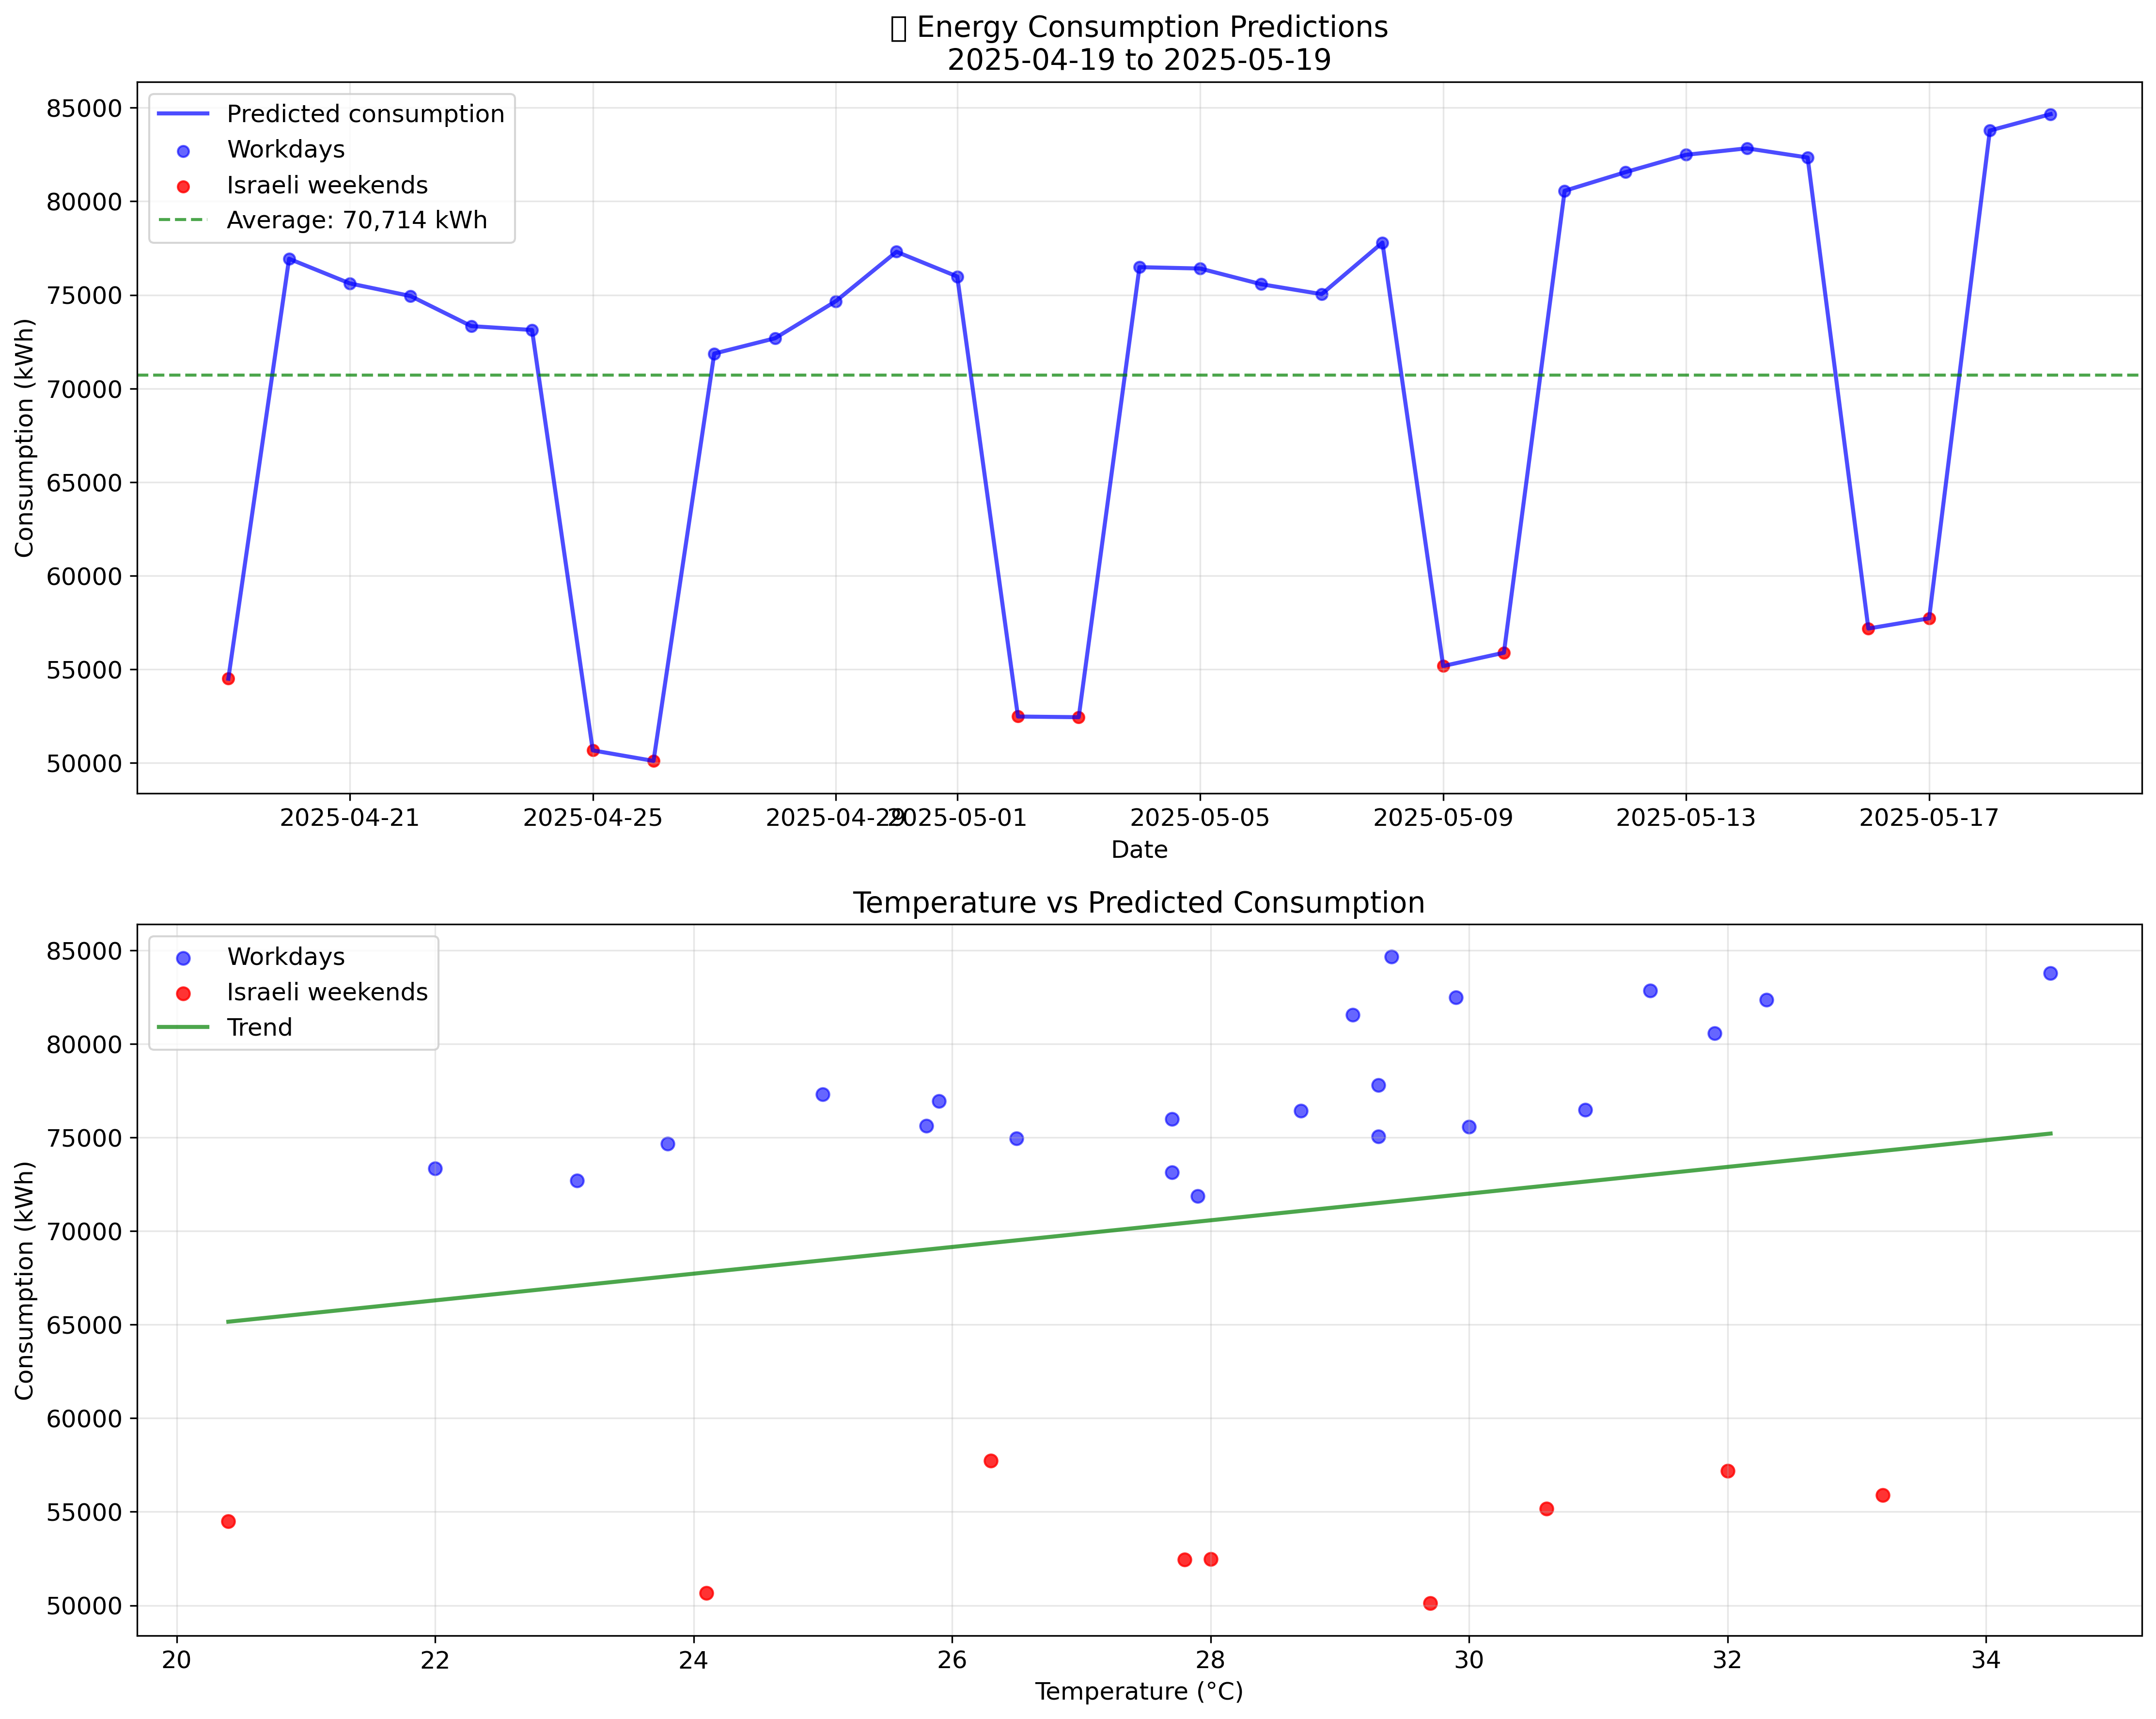 Energy Consumption Predictions
2025-04-19 to 2025-05-19
Predicted consumption
Workdays
Israeli weekends
Average: 70,714 kWh
85000
80000
75000
70000
65000
60000
55000
50000
Consumption (kWh)
2025-04-21
2025-04-25
2025-04-29
2025-05-01
2025-05-05
2025-05-09
2025-05-13
2025-05-17
Date
Temperature vs Predicted Consumption
Workdays
Israeli weekends
Trend
85000
80000
75000
70000
65000
60000
55000
50000
Consumption (kWh)
20
22
24
26
28
30
32
34
Temperature (°C)